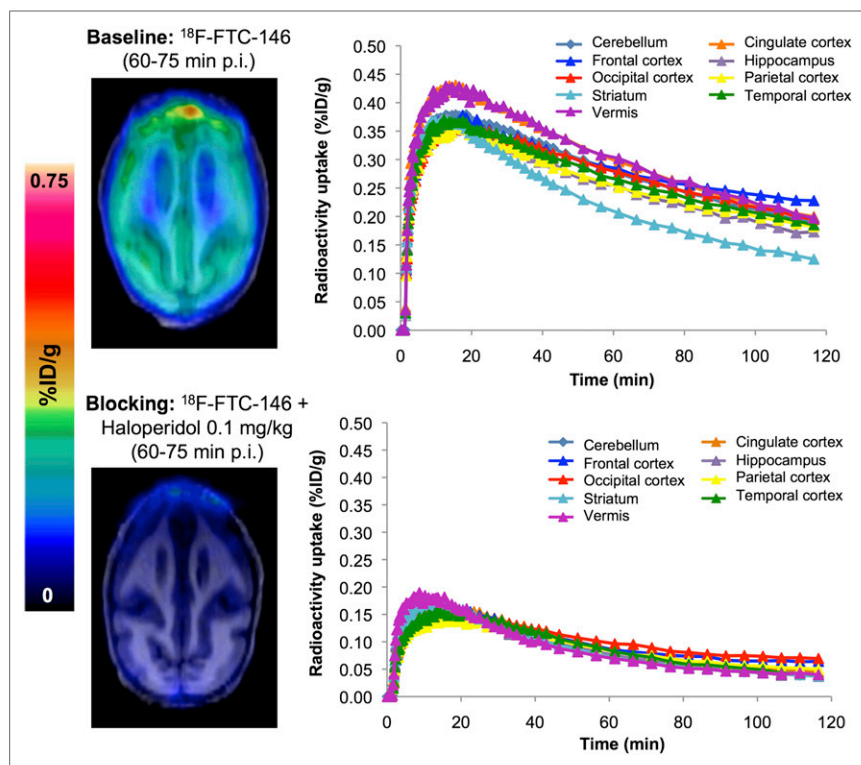 Baseline: ¹⁸F-FTC-146
(60-75 min p.i.)
0.75
%ID/g
0
Radioactivity uptake (%ID/g)
0.50
0.45
0.40
0.35
0.30
0.25
0.20
0.15
0.10
0.05
0.00
Cerebellum
Cingulate cortex
Frontal cortex
Hippocampus
Occipital cortex
Parietal cortex
Striatum
Temporal cortex
Vermis
0 20 40 60 80 100 120
Time (min)
Blocking: ¹⁸F-FTC-146 +
Haloperidol 0.1 mg/kg
(60-75 min p.i.)
Radioactivity uptake (%ID/g)
0.50
0.45
0.40
0.35
0.30
0.25
0.20
0.15
0.10
0.05
0.00
Cerebellum
Cingulate cortex
Frontal cortex
Hippocampus
Occipital cortex
Parietal cortex
Striatum
Temporal cortex
Vermis
0 20 40 60 80 100 120
Time (min)